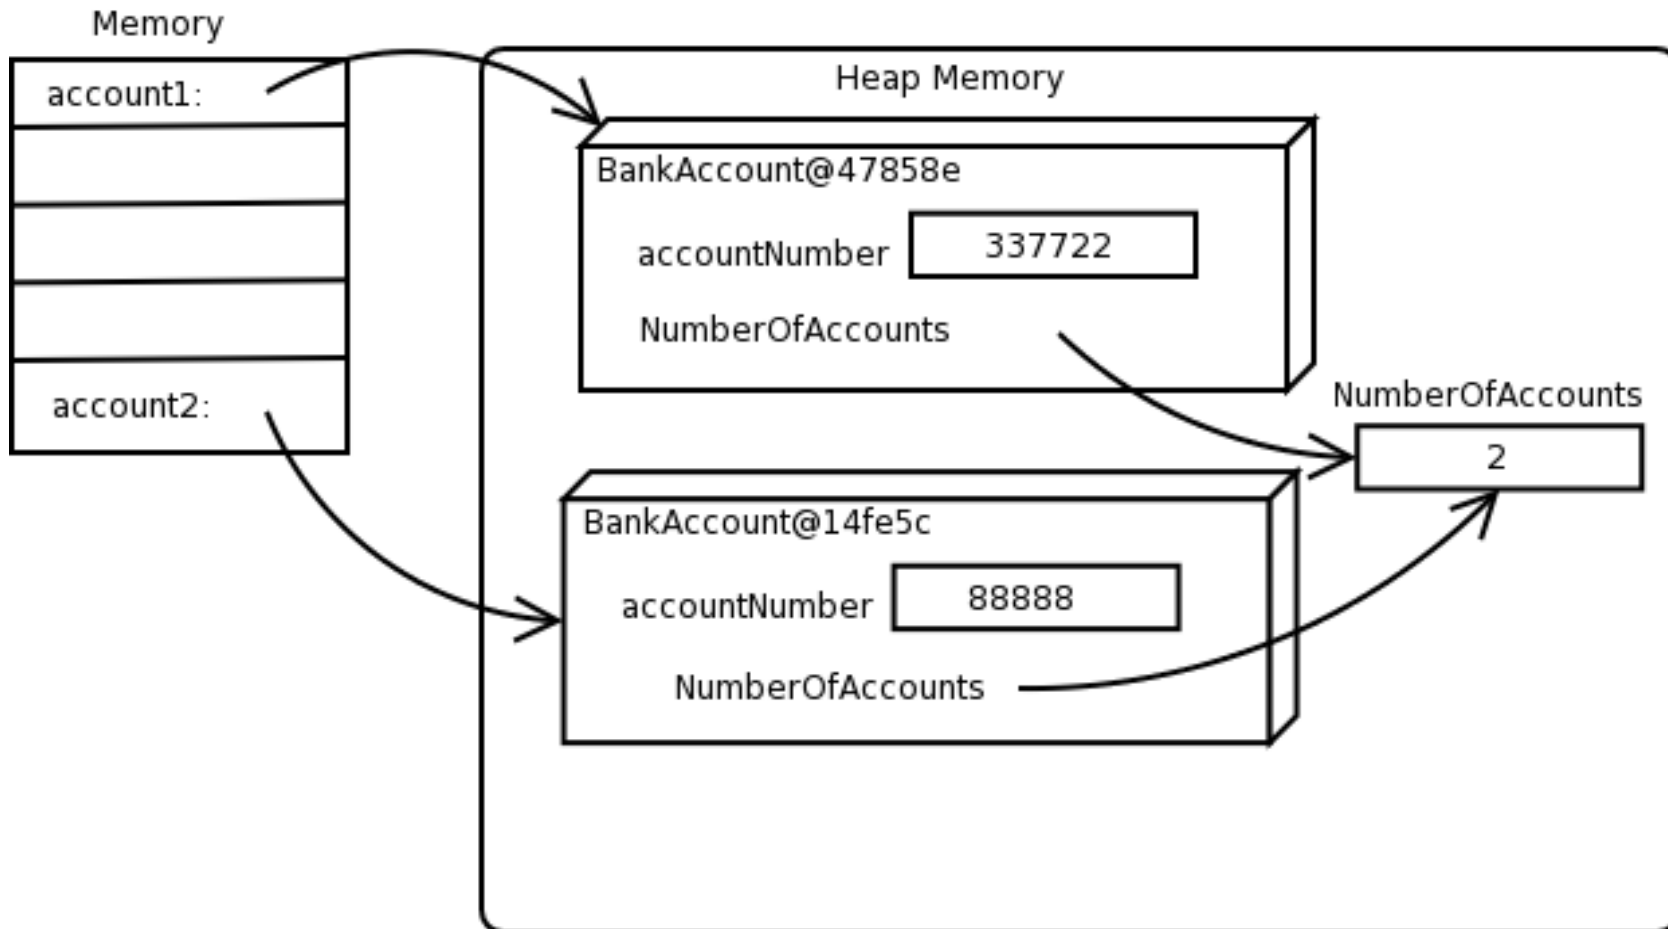 Memory
account1:
account2:
Heap Memory
BankAccount@47858e
accountNumber
337722
NumberOfAccounts
NumberOfAccounts
2
BankAccount@14fe5c
accountNumber
88888
NumberOfAccounts